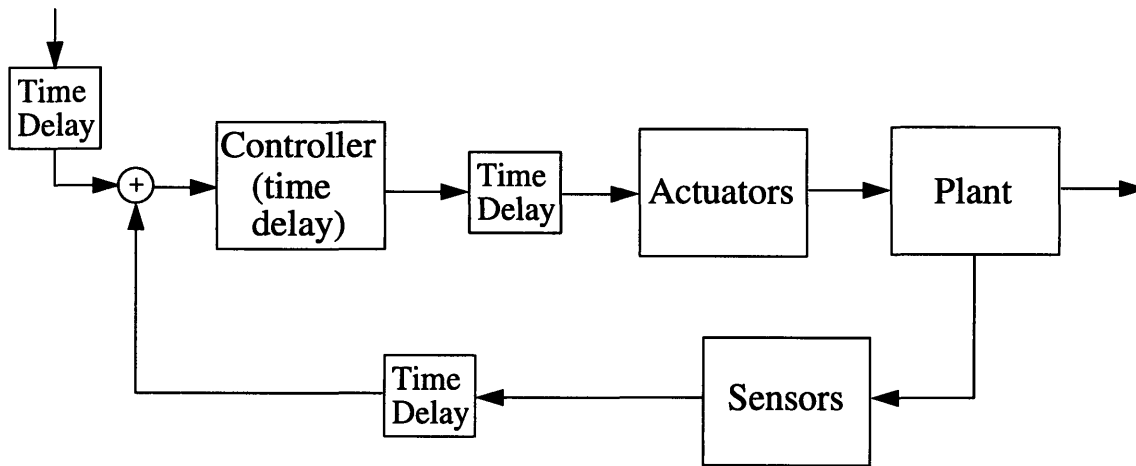 Time
Delay
+
Controller
(time
delay)
Time
Delay
Actuators
Plant
Time
Delay
Sensors